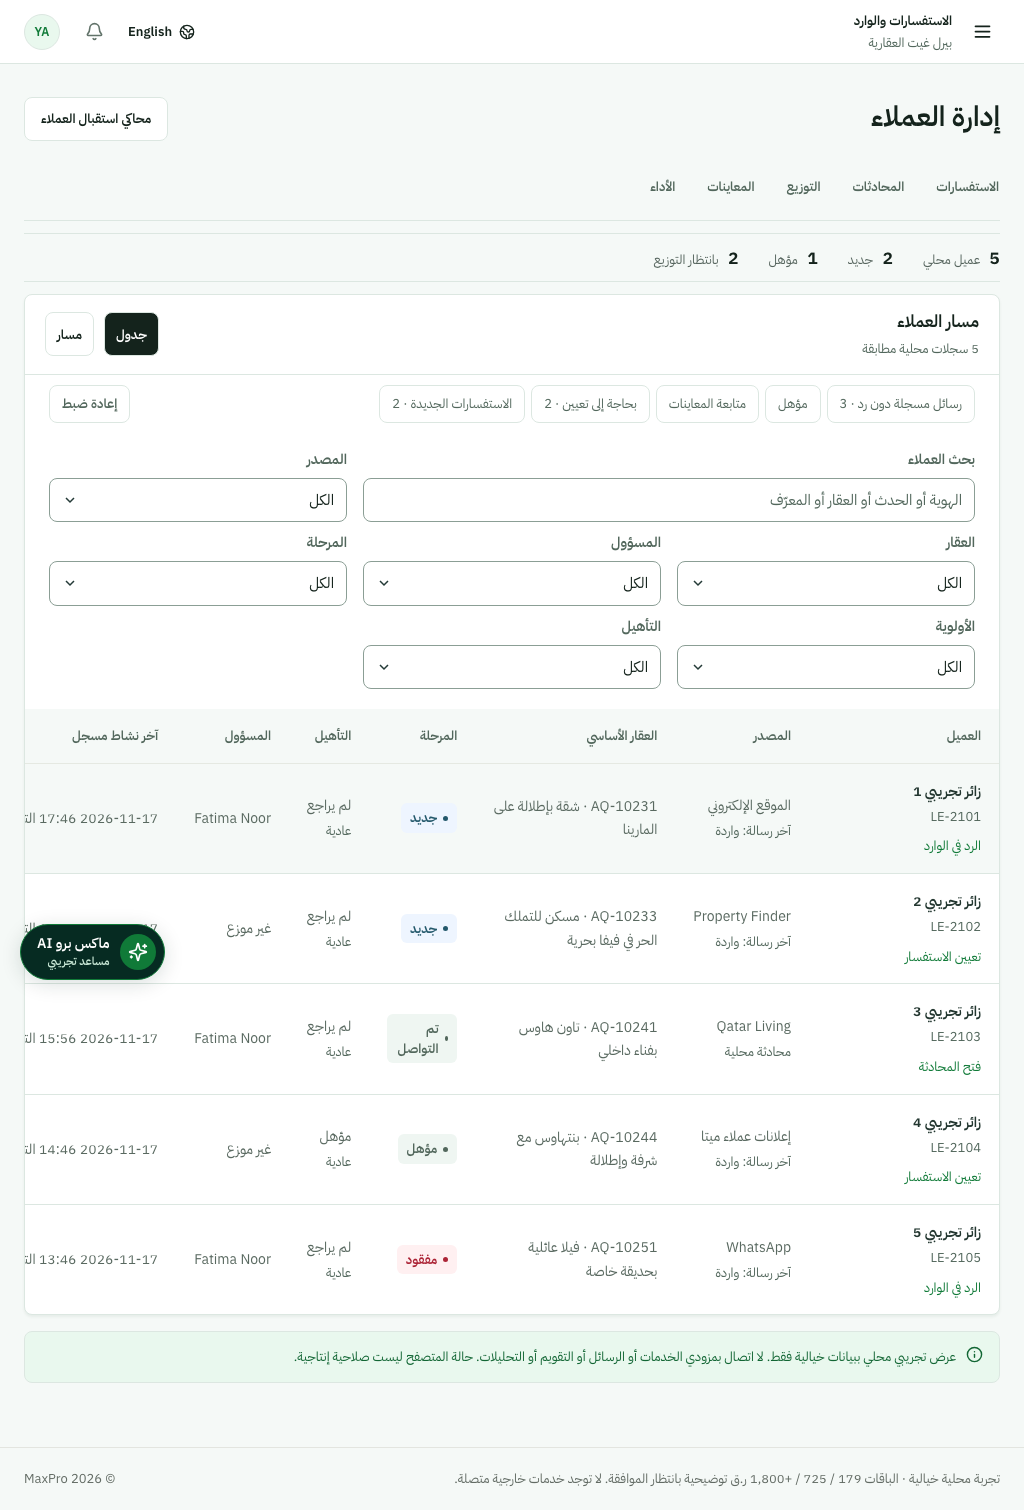 الاستفسارات والوارد
بيرل غيت العقارية
English
YA
إدارة العملاء
محاكي استقبال العملاء
الاستفسارات
المحادثات
التوزيع
المعاينات
الأداء
5 عميل محلي
2 جديد
1 مؤهل
2 بانتظار التوزيع
مسار العملاء
5 سجلات محلية مطابقة
جدول
مسار
رسائل مسجلة دون رد · 3
مؤهل
متابعة المعاينات
بحاجة إلى تعيين · 2
الاستفسارات الجديدة · 2
إعادة ضبط
بحث العملاء
المصدر
الهوية أو الحدث أو العقار أو المعرّف
الكل
العقار
المسؤول
المرحلة
الكل
الكل
الكل
الأولوية
التأهيل
الكل
الكل
العميل
المصدر
العقار الأساسي
المرحلة
التأهيل
المسؤول
آخر نشاط مسجل
زائر تجريبي 1
LE-2101
الرد في الوارد
الموقع الإلكتروني
آخر رسالة: واردة
AQ-10231 · شقة بإطلالة على
المارينا
جديد
لم يراجع
عادية
Fatima Noor
2026-11-17 17:46
زائر تجريبي 2
LE-2102
تعيين الاستفسار
Property Finder
آخر رسالة: واردة
AQ-10233 · مسكن للتملك
الحر في فيفا بحرية
جديد
لم يراجع
عادية
غير موزع
ماكس برو AI
مساعد تجريبي
زائر تجريبي 3
LE-2103
فتح المحادثة
Qatar Living
محادثة محلية
AQ-10241 · تاون هاوس
بفناء داخلي
تم
التواصل
لم يراجع
عادية
Fatima Noor
2026-11-17 15:56
زائر تجريبي 4
LE-2104
تعيين الاستفسار
إعلانات عملاء ميتا
آخر رسالة: واردة
AQ-10244 · بنتهاوس مع
شرفة وإطلالة
مؤهل
مؤهل
عادية
غير موزع
2026-11-17 14:46
زائر تجريبي 5
LE-2105
الرد في الوارد
WhatsApp
آخر رسالة: واردة
AQ-10251 · فيلا عائلية
بحديقة خاصة
مفقود
لم يراجع
عادية
Fatima Noor
2026-11-17 13:46
عرض تجريبي محلي ببيانات خيالية فقط. لا اتصال بمزودي الخدمات أو الرسائل أو التقويم أو التحليلات. حالة المتصفح ليست صلاحية إنتاجية.
تجربة محلية خيالية · الباقات 179 / 725 / +1,800 ر.ق توضيحية بانتظار الموافقة. لا توجد خدمات خارجية متصلة.
© 2026 MaxPro